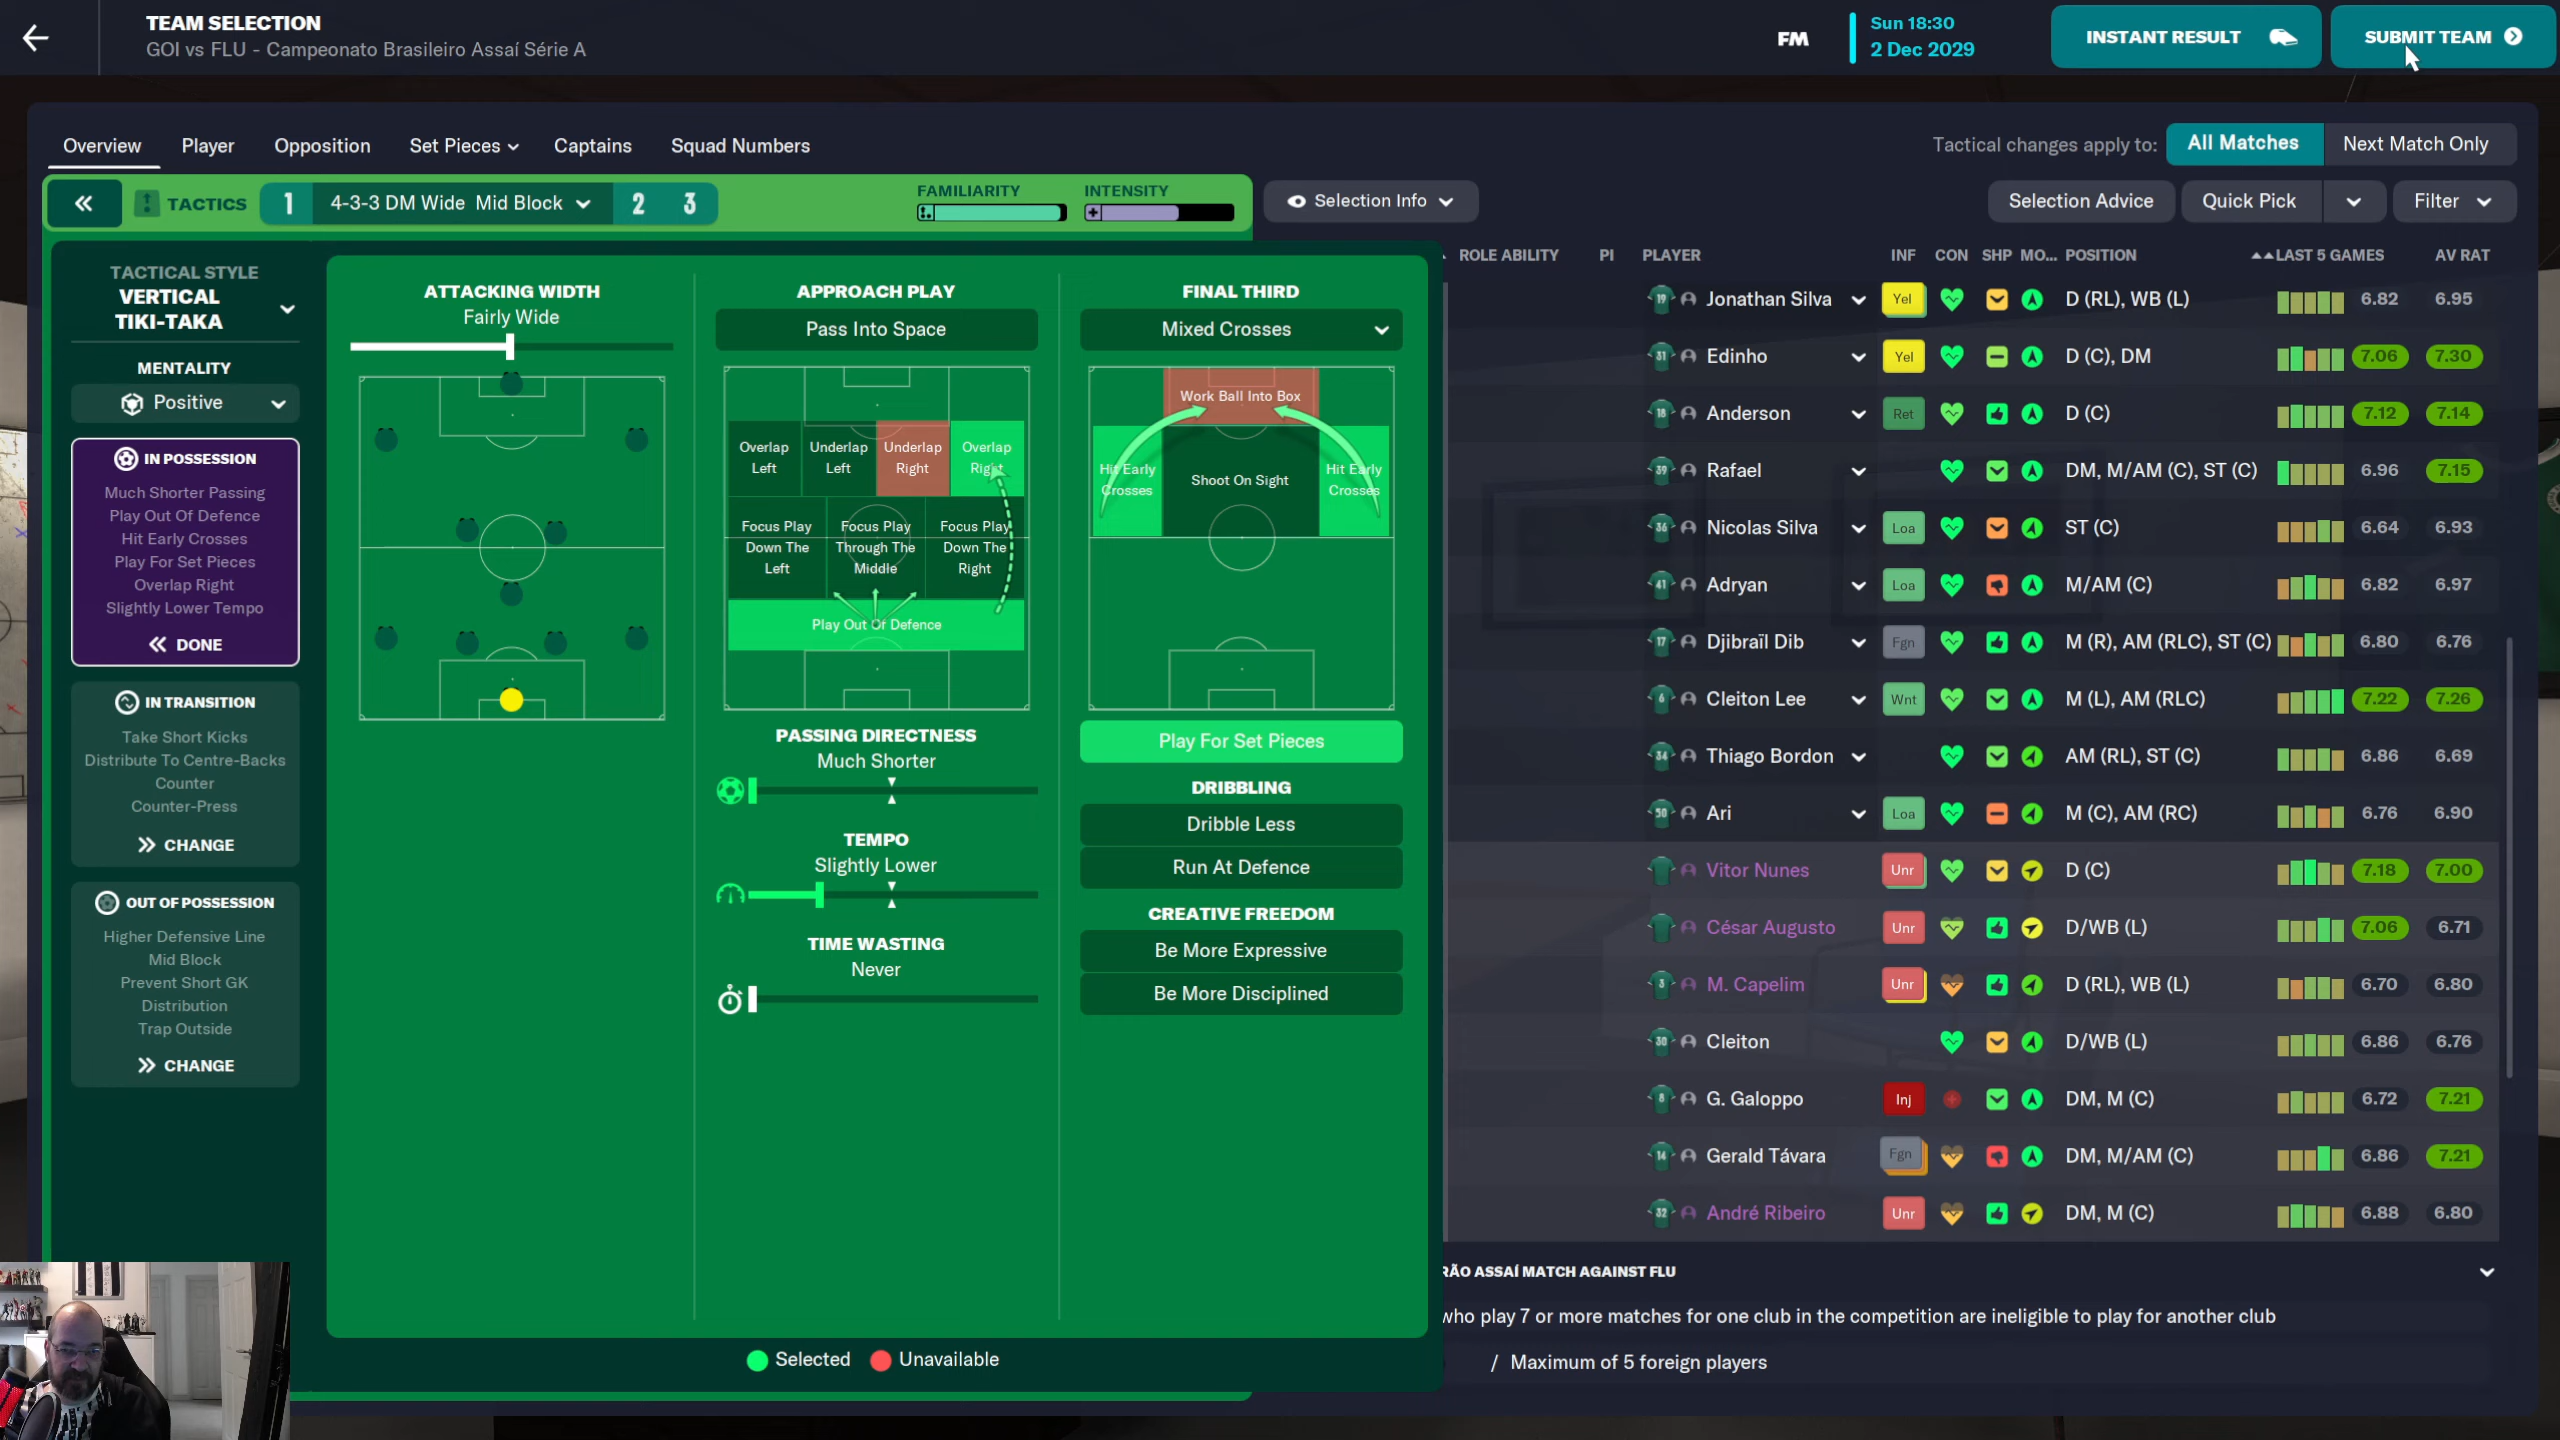 TEAM SELECTION
GOI vs FLU - Campeonato Brasileiro Assaí Série A
FM
Sun 18:30
2 Dec 2029
INSTANT RESULT
SUBMIT TEAM
Overview
Player
Opposition
Set Pieces
Captains
Squad Numbers
Tactical changes apply to:
All Matches
Next Match Only
TACTICS
1
4-3-3 DM Wide Mid Block
2
3
FAMILIARITY
INTENSITY
Selection Info
Selection Advice
Quick Pick
Filter
TACTICAL STYLE
VERTICAL
TIKI-TAKA
MENTALITY
Positive
IN POSSESSION
Much Shorter Passing
Play Out Of Defence
Hit Early Crosses
Play For Set Pieces
Overlap Right
Slightly Lower Tempo
DONE
IN TRANSITION
Take Short Kicks
Distribute To Centre-Backs
Counter
Counter-Press
CHANGE
OUT OF POSSESSION
Higher Defensive Line
Mid Block
Prevent Short GK
Distribution
Trap Outside
CHANGE
ATTACKING WIDTH
Fairly Wide
APPROACH PLAY
Pass Into Space
Overlap
Left
Underlap
Left
Underlap
Right
Overlap
Right
Focus Play
Down The
Left
Focus Play
Through The
Middle
Focus Play
Down The
Right
Play Out Of Defence
PASSING DIRECTNESS
Much Shorter
TEMPO
Slightly Lower
TIME WASTING
Never
FINAL THIRD
Mixed Crosses
Work Ball Into Box
Hit Early
Crosses
Shoot On Sight
Hit Early
Crosses
Play For Set Pieces
DRIBBLING
Dribble Less
Run At Defence
CREATIVE FREEDOM
Be More Expressive
Be More Disciplined
Selected
Unavailable
ROLE ABILITY PI PLAYER INF CON SHP MO... POSITION LAST 5 GAMES AV RAT
19 Jonathan Silva Yel D (RL), WB (L) 6.82 6.95
31 Edinho Yel D (C), DM 7.06 7.30
18 Anderson Ret D (C) 7.12 7.14
39 Rafael DM, M/AM (C), ST (C) 6.96 7.15
36 Nicolas Silva Loa ST (C) 6.64 6.93
41 Adryan Loa M/AM (C) 6.82 6.97
17 Djibraïl Dib Fgn M (R), AM (RLC), ST (C) 6.80 6.76
6 Cleiton Lee Wnt M (L), AM (RLC) 7.22 7.26
34 Thiago Bordon AM (RL), ST (C) 6.86 6.69
50 Ari Loa M (C), AM (RC) 6.76 6.90
Vitor Nunes Unr D (C) 7.18 7.00
César Augusto Unr D/WB (L) 7.06 6.71
3 M. Capelim Unr D (RL), WB (L) 6.70 6.80
30 Cleiton D/WB (L) 6.86 6.76
8 G. Galoppo Inj DM, M (C) 6.72 7.21
14 Gerald Távara Fgn DM, M/AM (C) 6.86 7.21
32 André Ribeiro Unr DM, M (C) 6.88 6.80
RÃO ASSAÍ MATCH AGAINST FLU
who play 7 or more matches for one club in the competition are ineligible to play for another club
/ Maximum of 5 foreign players